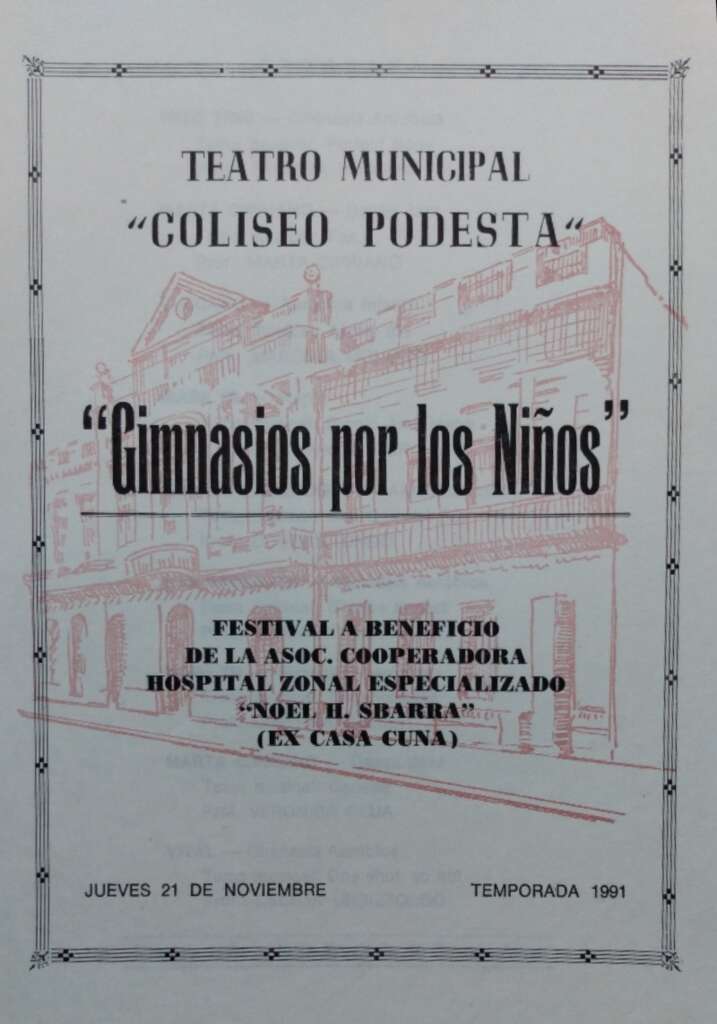 TEATRO MUNICIPAL
“COLISEO PODESTA“
“Gimnasios por los Niños”
FESTIVAL A BENEFICIO
DE LA ASOC. COOPERADORA
HOSPITAL ZONAL ESPECIALIZADO
“NOEL H. SBARRA”
(EX CASA CUNA)
JUEVES 21 DE NOVIEMBRE TEMPORADA 1991